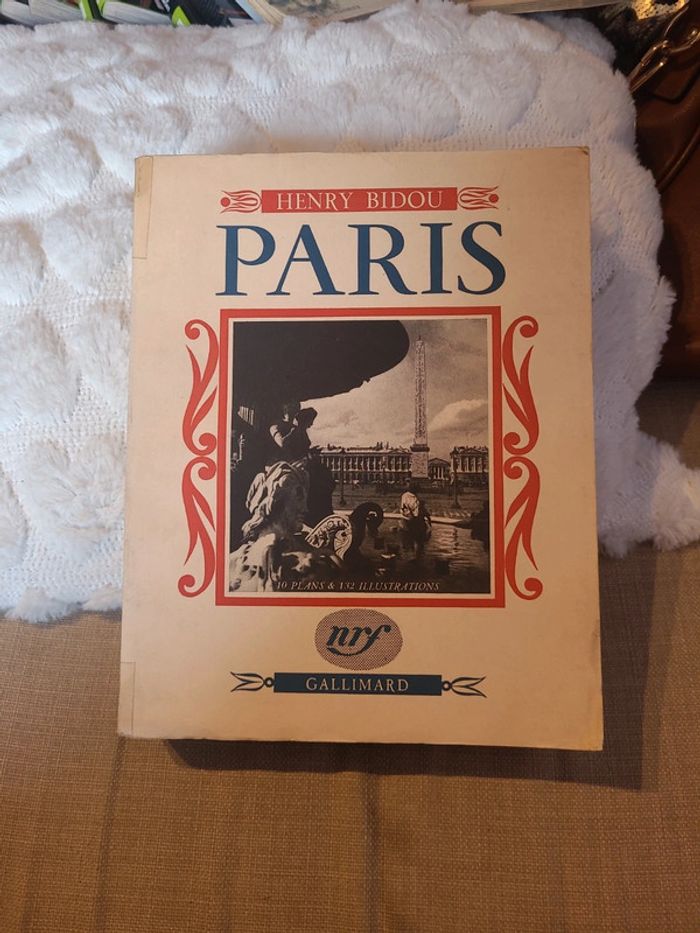 HENRY BIDOU
PARIS
10 PLANS & 132 ILLUSTRATIONS
nrf
GALLIMARD